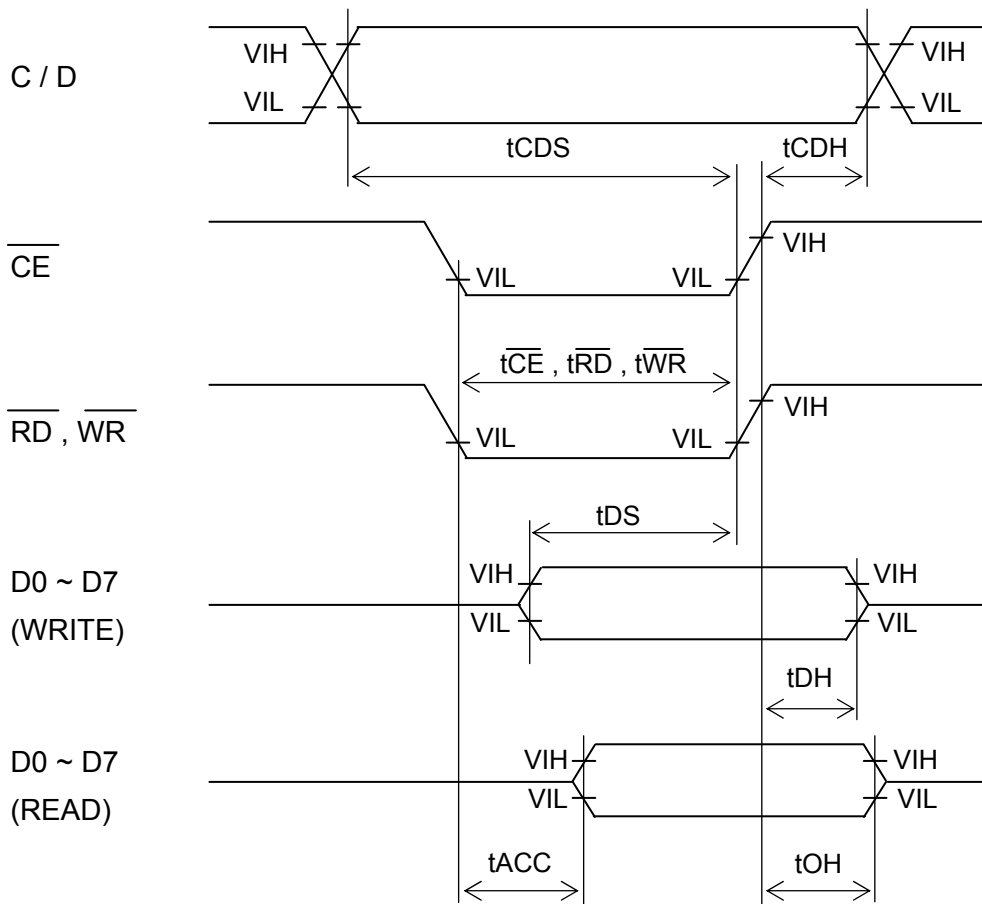 VIH
VIH
C / D
VIL
VIL
tCDS
tCDH
CE
VIH
VIL
VIL
tCE , tRD , tWR
VIH
RD , WR
VIL
VIL
tDS
D0 ~ D7
VIH
VIH
(WRITE)
VIL
VIL
tDH
D0 ~ D7
VIH
VIH
(READ)
VIL
VIL
tACC
tOH